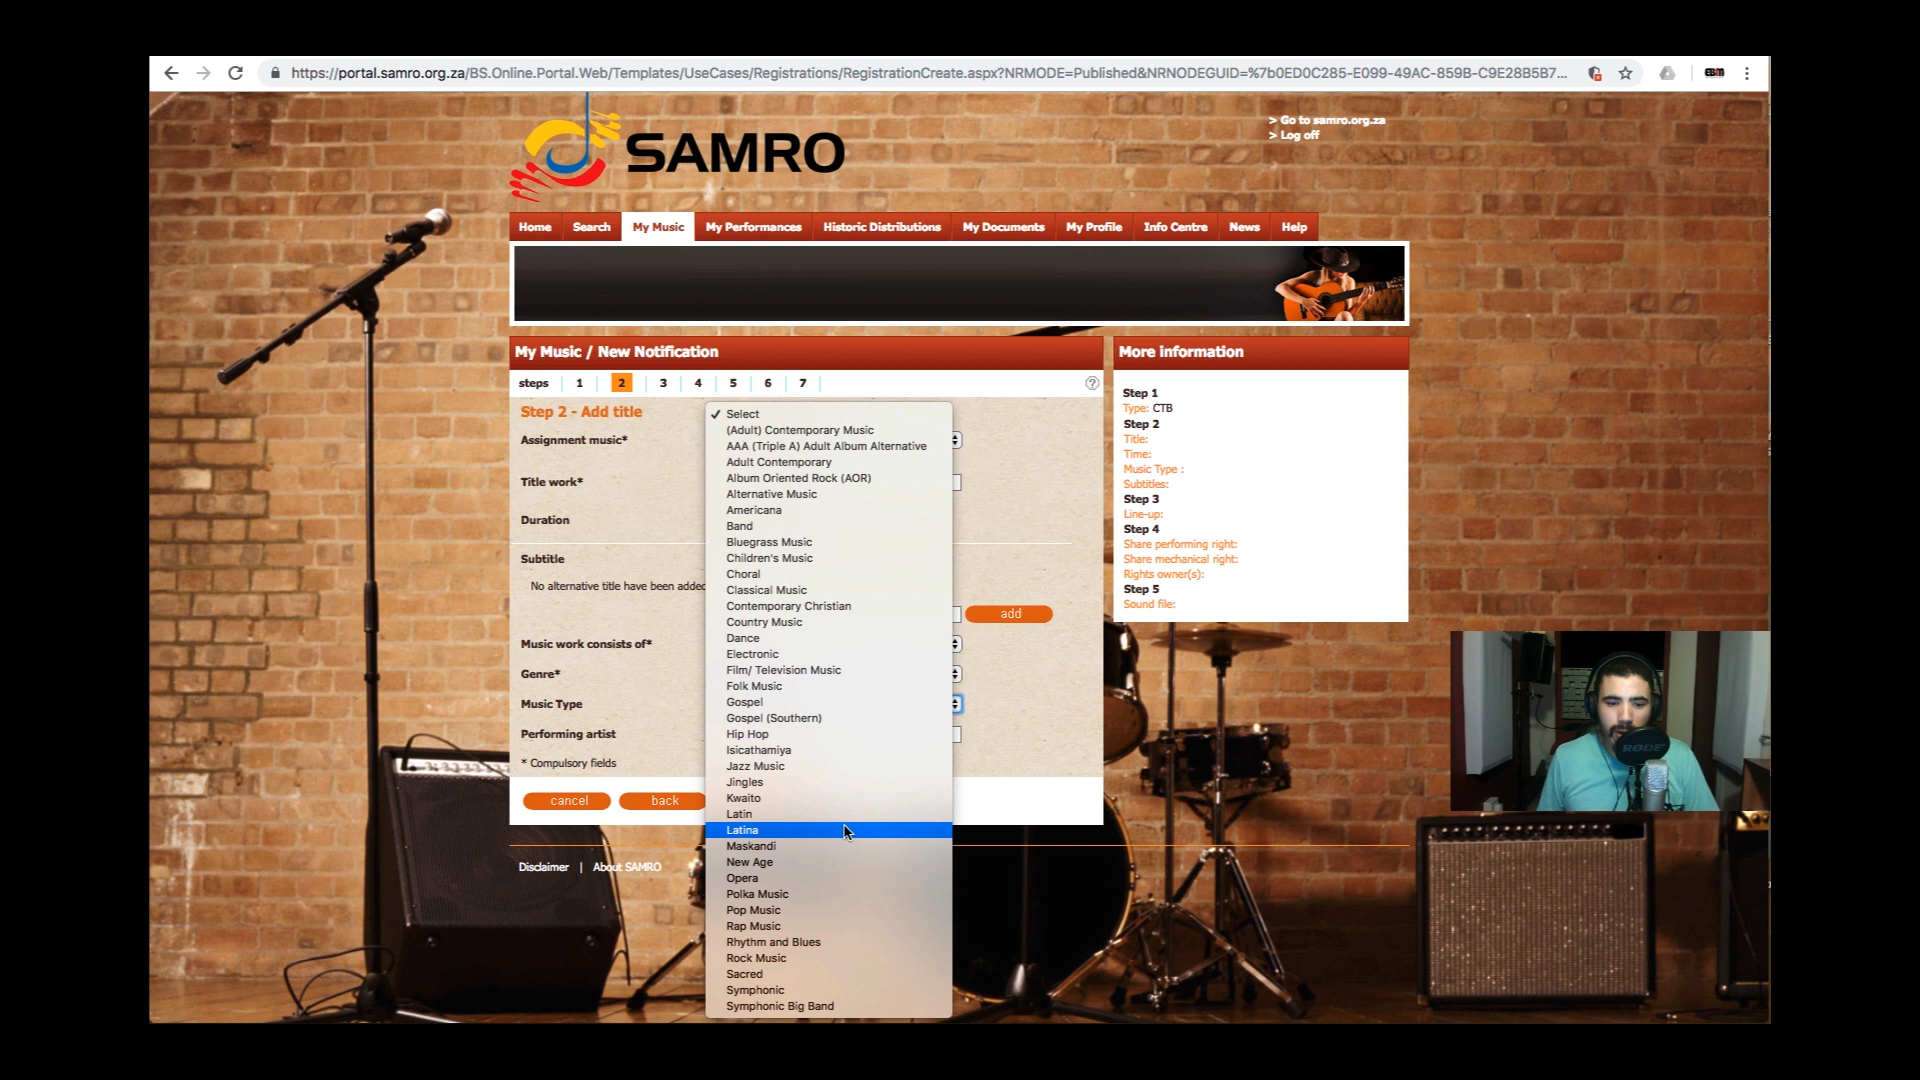 https://portal.samro.org.za/BS.Online.Portal.Web/Templates/UseCases/Registrations/RegistrationCreate.aspx?NRMODE=Published&NRNODEGUID=%7b0ED0C285-E099-49AC-859B-C9E28B5B7...
SAMRO
> Go to samro.org.za
> Log off
Home Search My Music My Performances Historic Distributions My Documents My Profile Info Centre News Help
My Music / New Notification
steps 1 2 3 4 5 6 7
Step 2 - Add title
Assignment music*
Title work*
Duration
Subtitle
No alternative title have been added
add
Music work consists of*
Genre*
Music Type
Performing artist
* Compulsory fields
cancel back
✓ Select
(Adult) Contemporary Music
AAA (Triple A) Adult Album Alternative
Adult Contemporary
Album Oriented Rock (AOR)
Alternative Music
Americana
Band
Bluegrass Music
Children's Music
Choral
Classical Music
Contemporary Christian
Country Music
Dance
Electronic
Film/ Television Music
Folk Music
Gospel
Gospel (Southern)
Hip Hop
Isicathamiya
Jazz Music
Jingles
Kwaito
Latin
Latina
Maskandi
New Age
Opera
Polka Music
Pop Music
Rap Music
Rhythm and Blues
Rock Music
Sacred
Symphonic
Symphonic Big Band
More information
Step 1
Type: CTB
Step 2
Title:
Time:
Music Type :
Subtitles:
Step 3
Line-up:
Step 4
Share performing right:
Share mechanical right:
Rights owner(s):
Step 5
Sound file:
RØDE
Disclaimer | About SAMRO